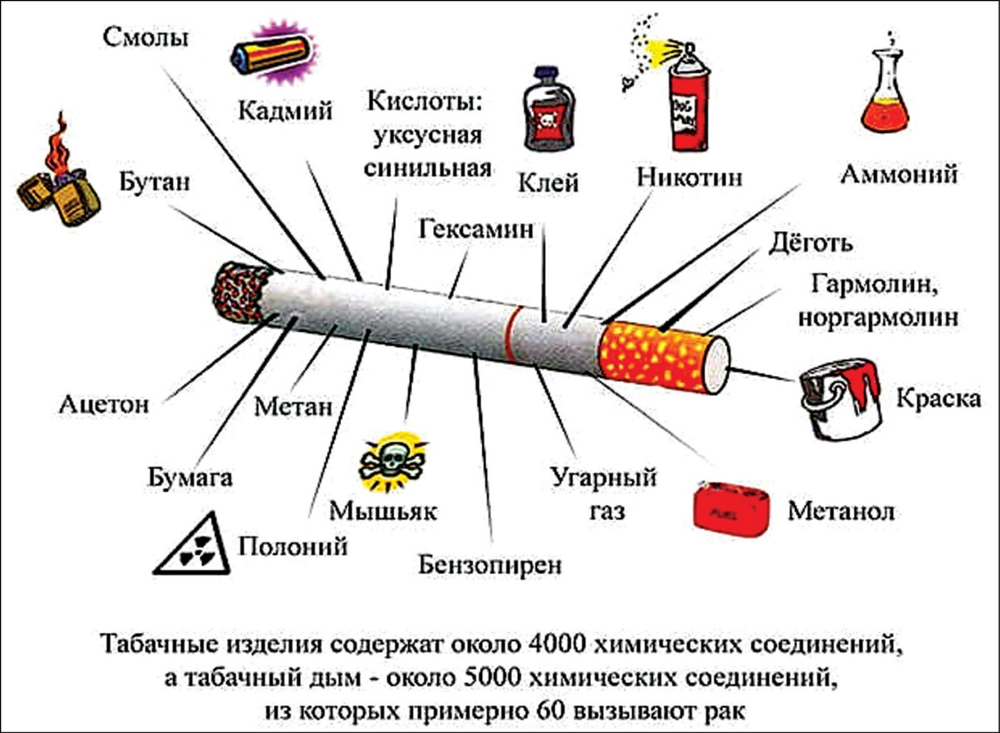 Смолы
Кадмий
Кислоты:
уксусная
синильная
Клей
Никотин
Аммоний
Бутан
Гексамин
Дёготь
Гармолин,
норгармолин
Краска
Ацетон
Метан
Бумага
Полоний
Мышьяк
Бензопирен
Угарный
газ
FUEL
Метанол
Табачные изделия содержат около 4000 химических соединений,
а табачный дым - около 5000 химических соединений,
из которых примерно 60 вызывают рак